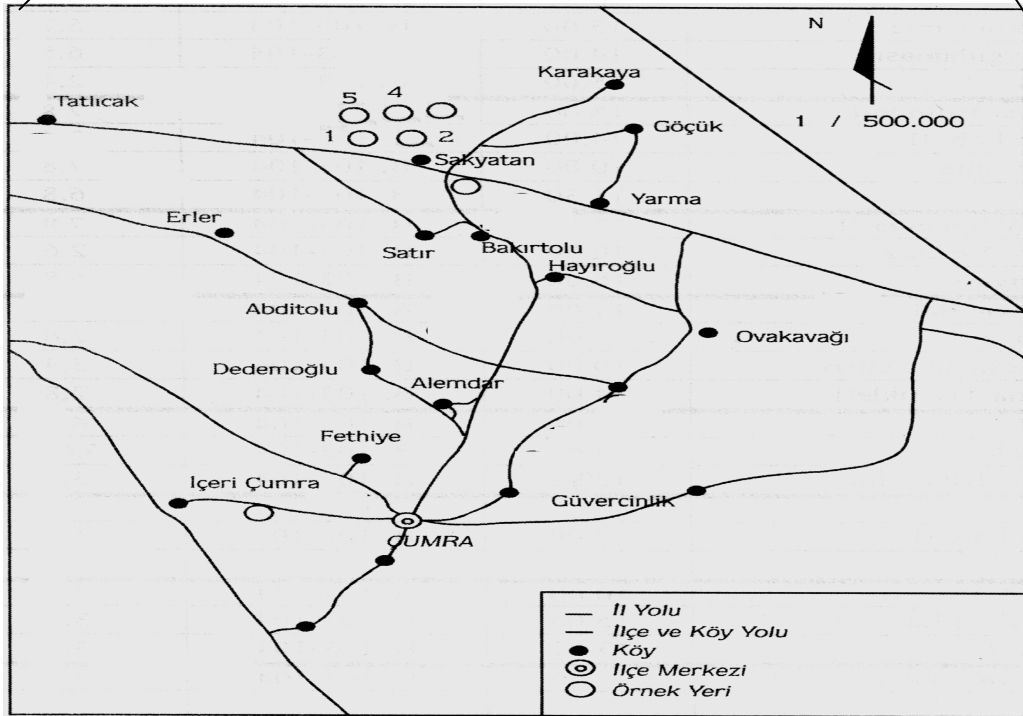 N
Karakaya
Tatlıcak
5 4
Göçük
1 / 500.000
1 2
Sakyatan
Yarma
Erler
Satır
Bakırtolu
Hayıroğlu
Abditolu
Ovakavağı
Dedemoğlu
Alemdar
Fethiye
İçeri Çumra
Güvercinlik
ÇUMRA
İl Yolu
İlçe ve Köy Yolu
Köy
İlçe Merkezi
Örnek Yeri